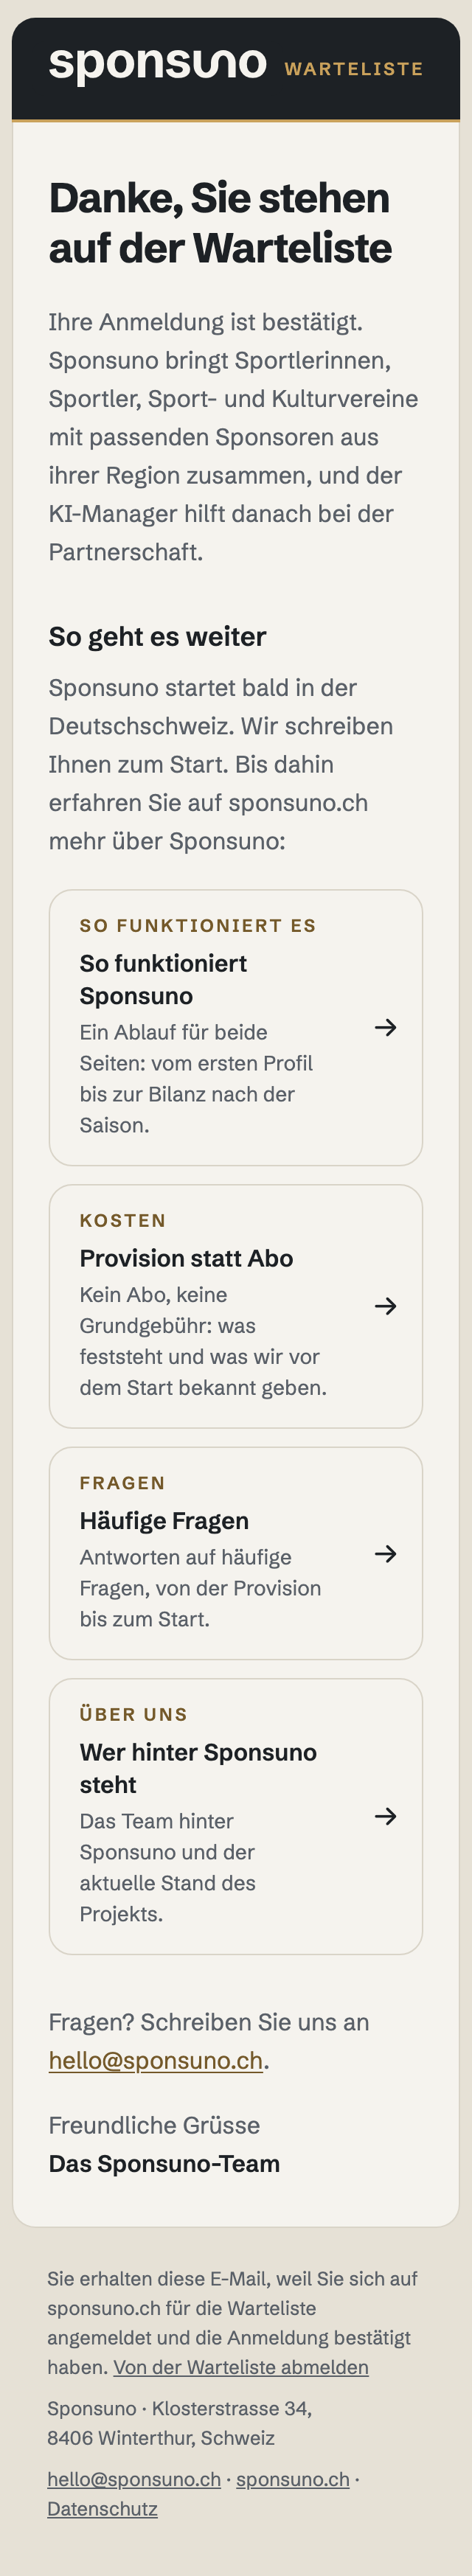 sponsuno WARTELISTE
Danke, Sie stehen
auf der Warteliste
Ihre Anmeldung ist bestätigt.
Sponsuno bringt Sportlerinnen,
Sportler, Sport- und Kulturvereine
mit passenden Sponsoren aus
ihrer Region zusammen, und der
KI-Manager hilft danach bei der
Partnerschaft.
So geht es weiter
Sponsuno startet bald in der
Deutschschweiz. Wir schreiben
Ihnen zum Start. Bis dahin
erfahren Sie auf sponsuno.ch
mehr über Sponsuno:
SO FUNKTIONIERT ES
So funktioniert
Sponsuno
Ein Ablauf für beide
Seiten: vom ersten Profil
bis zur Bilanz nach der
Saison.
KOSTEN
Provision statt Abo
Kein Abo, keine
Grundgebühr: was
feststeht und was wir vor
dem Start bekannt geben.
FRAGEN
Häufige Fragen
Antworten auf häufige
Fragen, von der Provision
bis zum Start.
ÜBER UNS
Wer hinter Sponsuno
steht
Das Team hinter
Sponsuno und der
aktuelle Stand des
Projekts.
Fragen? Schreiben Sie uns an
hello@sponsuno.ch.
Freundliche Grüsse
Das Sponsuno-Team
Sie erhalten diese E-Mail, weil Sie sich auf
sponsuno.ch für die Warteliste
angemeldet und die Anmeldung bestätigt
haben. Von der Warteliste abmelden
Sponsuno · Klosterstrasse 34,
8406 Winterthur, Schweiz
hello@sponsuno.ch · sponsuno.ch ·
Datenschutz